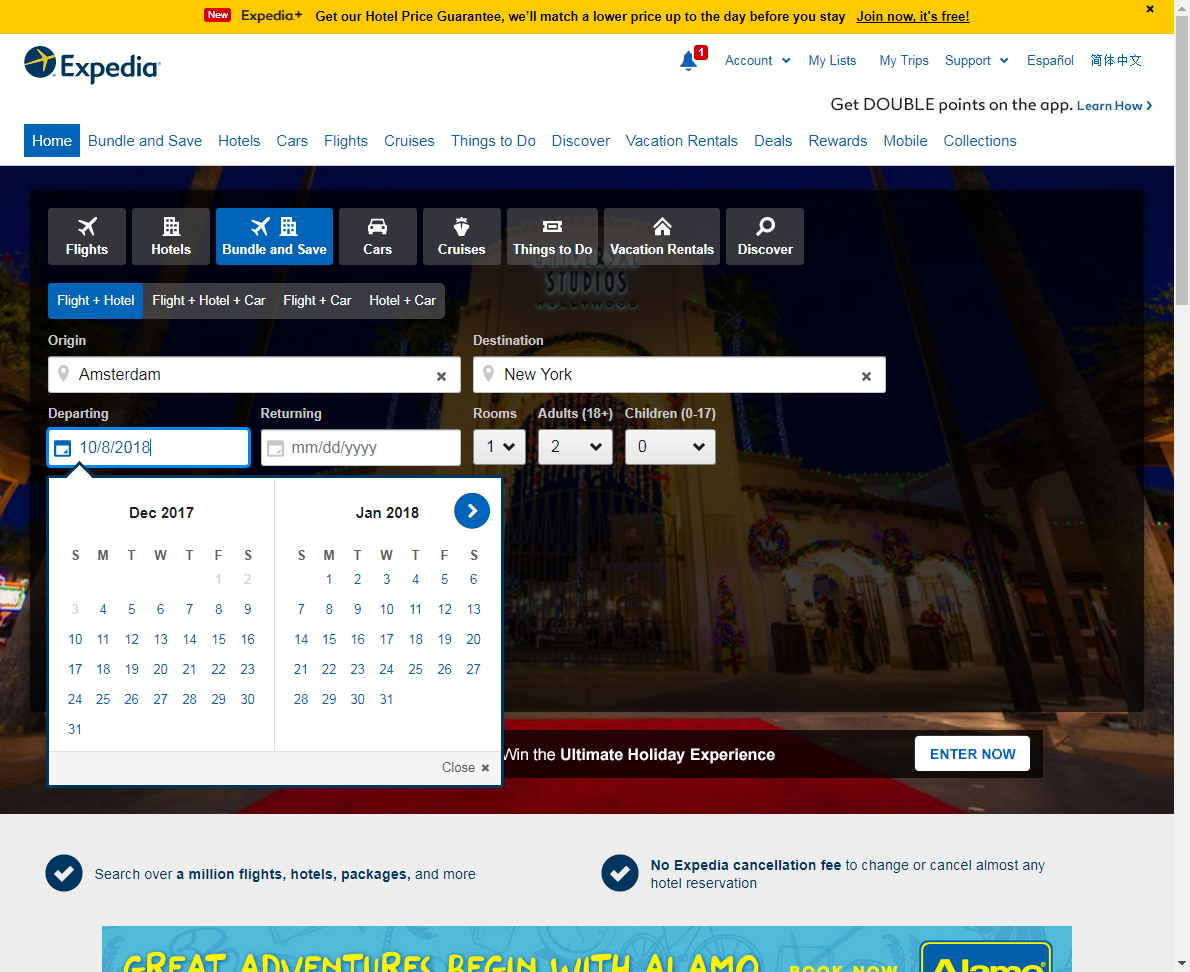 New Expedia+ Get our Hotel Price Guarantee, we'll match a lower price up to the day before you stay Join now, it's free!
Expedia
1 Account My Lists My Trips Support Español 简体中文
Get DOUBLE points on the app. Learn How
Home Bundle and Save Hotels Cars Flights Cruises Things to Do Discover Vacation Rentals Deals Rewards Mobile Collections
Flights Hotels Bundle and Save Cars Cruises Things to Do Vacation Rentals Discover
UNIVERSAL
STUDIOS
HOLLYWOOD
Flight + Hotel Flight + Hotel + Car Flight + Car Hotel + Car
Origin Destination
Amsterdam New York
Departing Returning Rooms Adults (18+) Children (0-17)
10/8/2018 mm/dd/yyyy 1 2 0
Dec 2017 Jan 2018
S M T W T F S S M T W T F S
1 2 1 2 3 4 5 6
3 4 5 6 7 8 9 7 8 9 10 11 12 13
10 11 12 13 14 15 16 14 15 16 17 18 19 20
17 18 19 20 21 22 23 21 22 23 24 25 26 27
24 25 26 27 28 29 30 28 29 30 31
31
Close
Win the Ultimate Holiday Experience ENTER NOW
Search over a million flights, hotels, packages, and more
No Expedia cancellation fee to change or cancel almost any
hotel reservation
GREAT ADVENTURES BEGIN WITH ALAMO BOOK NOW Alamo